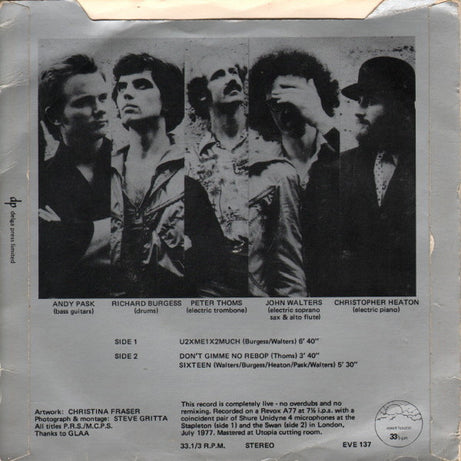 ANDY PASK
(bass guitars)
RICHARD BURGESS
(drums)
PETER THOMS
(electric trombone)
JOHN WALTERS
(electric soprano
sax & alto flute)
CHRISTOPHER HEATON
(electric piano)
delga press limited
SIDE 1 U2XME1X2MUCH (Burgess/Walters) 6' 40"
SIDE 2 DON'T GIMME NO REBOP (Thoms) 3' 40"
SIXTEEN (Walters/Burgess/Heaton/Pask/Walters) 5' 30"
Artwork: CHRISTINA FRASER
Photograph & montage: STEVE GRITTA
All titles P.R.S./M.C.P.S.
Thanks to GLAA
This record is completely live - no overdubs and no
remixing. Recorded on a Revox A77 at 7½ i.p.s. with a
coincident pair of Shure Unidyne 4 microphones at the
Stapleton (side 1) and the Swan (side 2) in London,
July 1977. Mastered at Utopia cutting room.
33.1/3 R.P.M. STEREO EVE 137
33